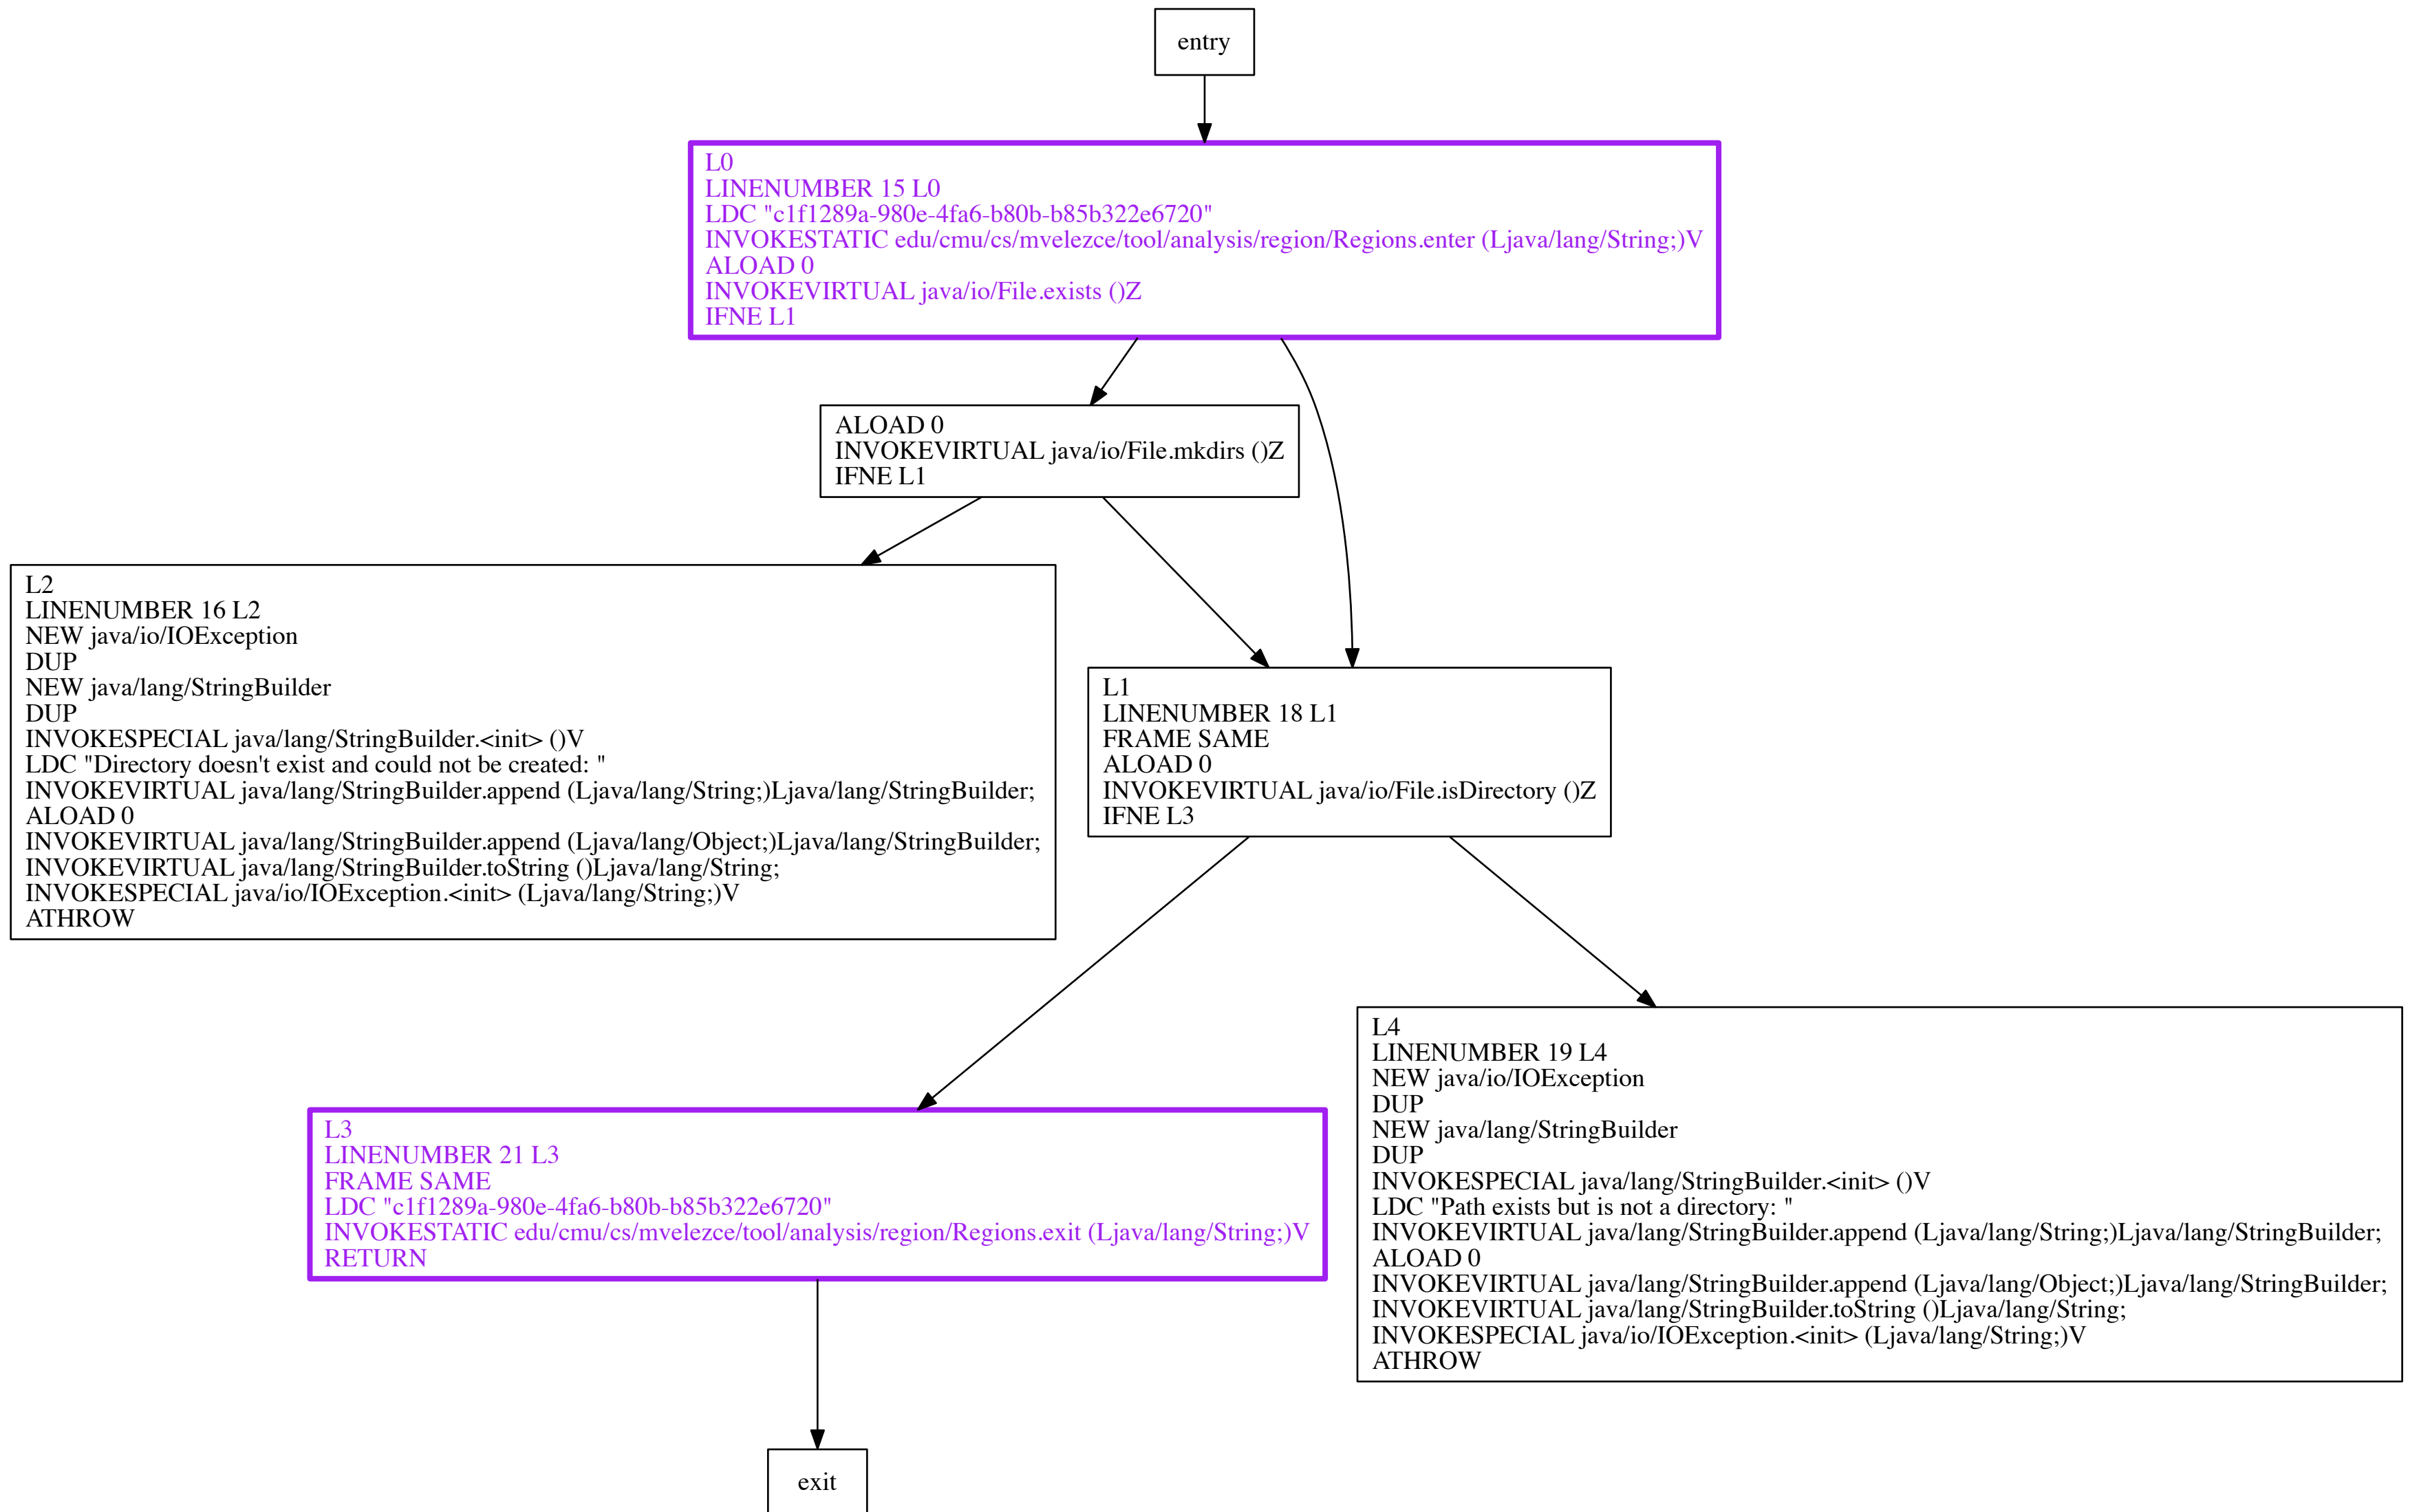 entry
L0
LINENUMBER 15 L0
LDC "c1f1289a-980e-4fa6-b80b-b85b322e6720"
INVOKESTATIC edu/cmu/cs/mvelezce/tool/analysis/region/Regions.enter (Ljava/lang/String;)V
ALOAD 0
INVOKEVIRTUAL java/io/File.exists ()Z
IFNE L1
ALOAD 0
INVOKEVIRTUAL java/io/File.mkdirs ()Z
IFNE L1
L2
LINENUMBER 16 L2
NEW java/io/IOException
DUP
NEW java/lang/StringBuilder
DUP
INVOKESPECIAL java/lang/StringBuilder.<init> ()V
LDC "Directory doesn't exist and could not be created: "
INVOKEVIRTUAL java/lang/StringBuilder.append (Ljava/lang/String;)Ljava/lang/StringBuilder;
ALOAD 0
INVOKEVIRTUAL java/lang/StringBuilder.append (Ljava/lang/Object;)Ljava/lang/StringBuilder;
INVOKEVIRTUAL java/lang/StringBuilder.toString ()Ljava/lang/String;
INVOKESPECIAL java/io/IOException.<init> (Ljava/lang/String;)V
ATHROW
L1
LINENUMBER 18 L1
FRAME SAME
ALOAD 0
INVOKEVIRTUAL java/io/File.isDirectory ()Z
IFNE L3
L4
LINENUMBER 19 L4
NEW java/io/IOException
DUP
NEW java/lang/StringBuilder
DUP
INVOKESPECIAL java/lang/StringBuilder.<init> ()V
LDC "Path exists but is not a directory: "
INVOKEVIRTUAL java/lang/StringBuilder.append (Ljava/lang/String;)Ljava/lang/StringBuilder;
ALOAD 0
INVOKEVIRTUAL java/lang/StringBuilder.append (Ljava/lang/Object;)Ljava/lang/StringBuilder;
INVOKEVIRTUAL java/lang/StringBuilder.toString ()Ljava/lang/String;
INVOKESPECIAL java/io/IOException.<init> (Ljava/lang/String;)V
ATHROW
L3
LINENUMBER 21 L3
FRAME SAME
LDC "c1f1289a-980e-4fa6-b80b-b85b322e6720"
INVOKESTATIC edu/cmu/cs/mvelezce/tool/analysis/region/Regions.exit (Ljava/lang/String;)V
RETURN
exit